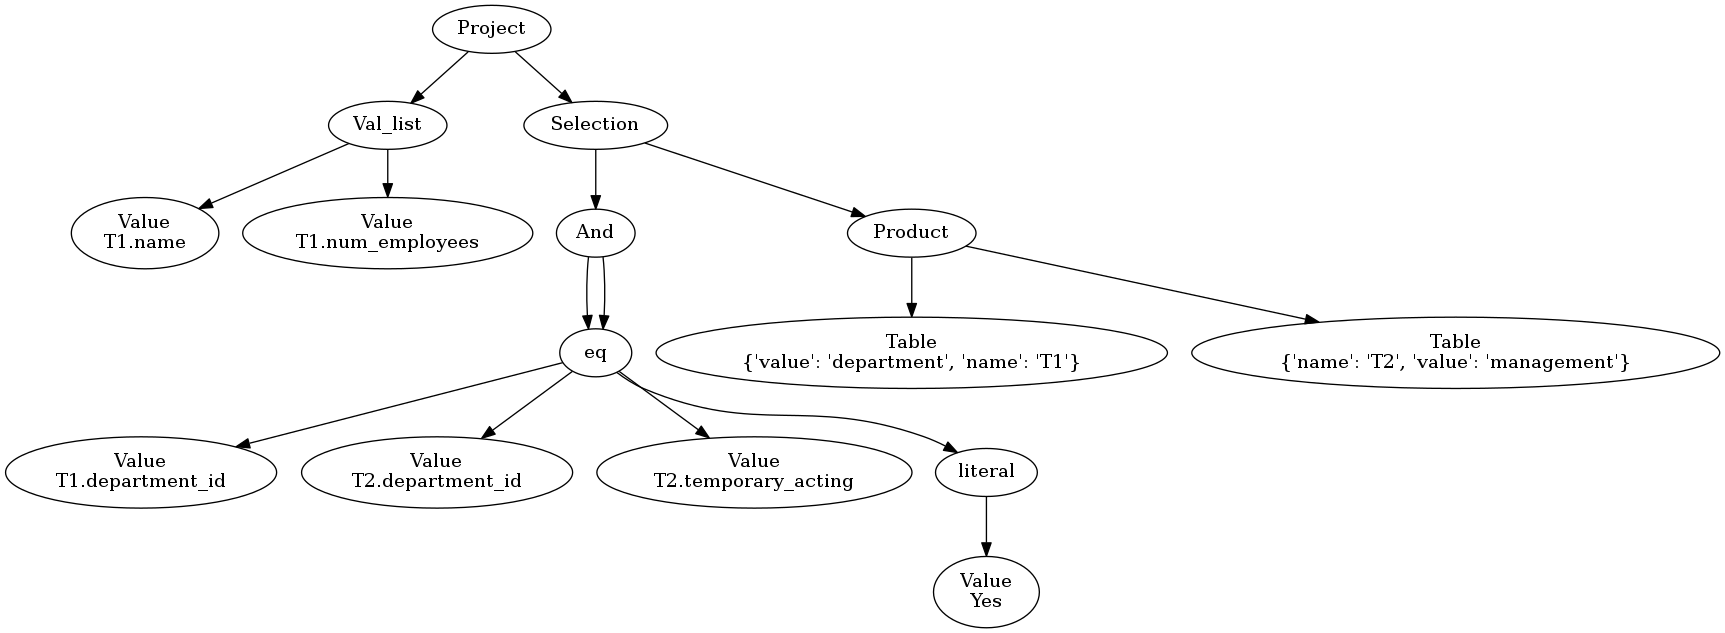 Project
Val_list
Selection
Value
T1.name
Value
T1.num_employees
And
Product
eq
Table
{'value': 'department', 'name': 'T1'}
Table
{'name': 'T2', 'value': 'management'}
Value
T1.department_id
Value
T2.department_id
Value
T2.temporary_acting
literal
Value
Yes